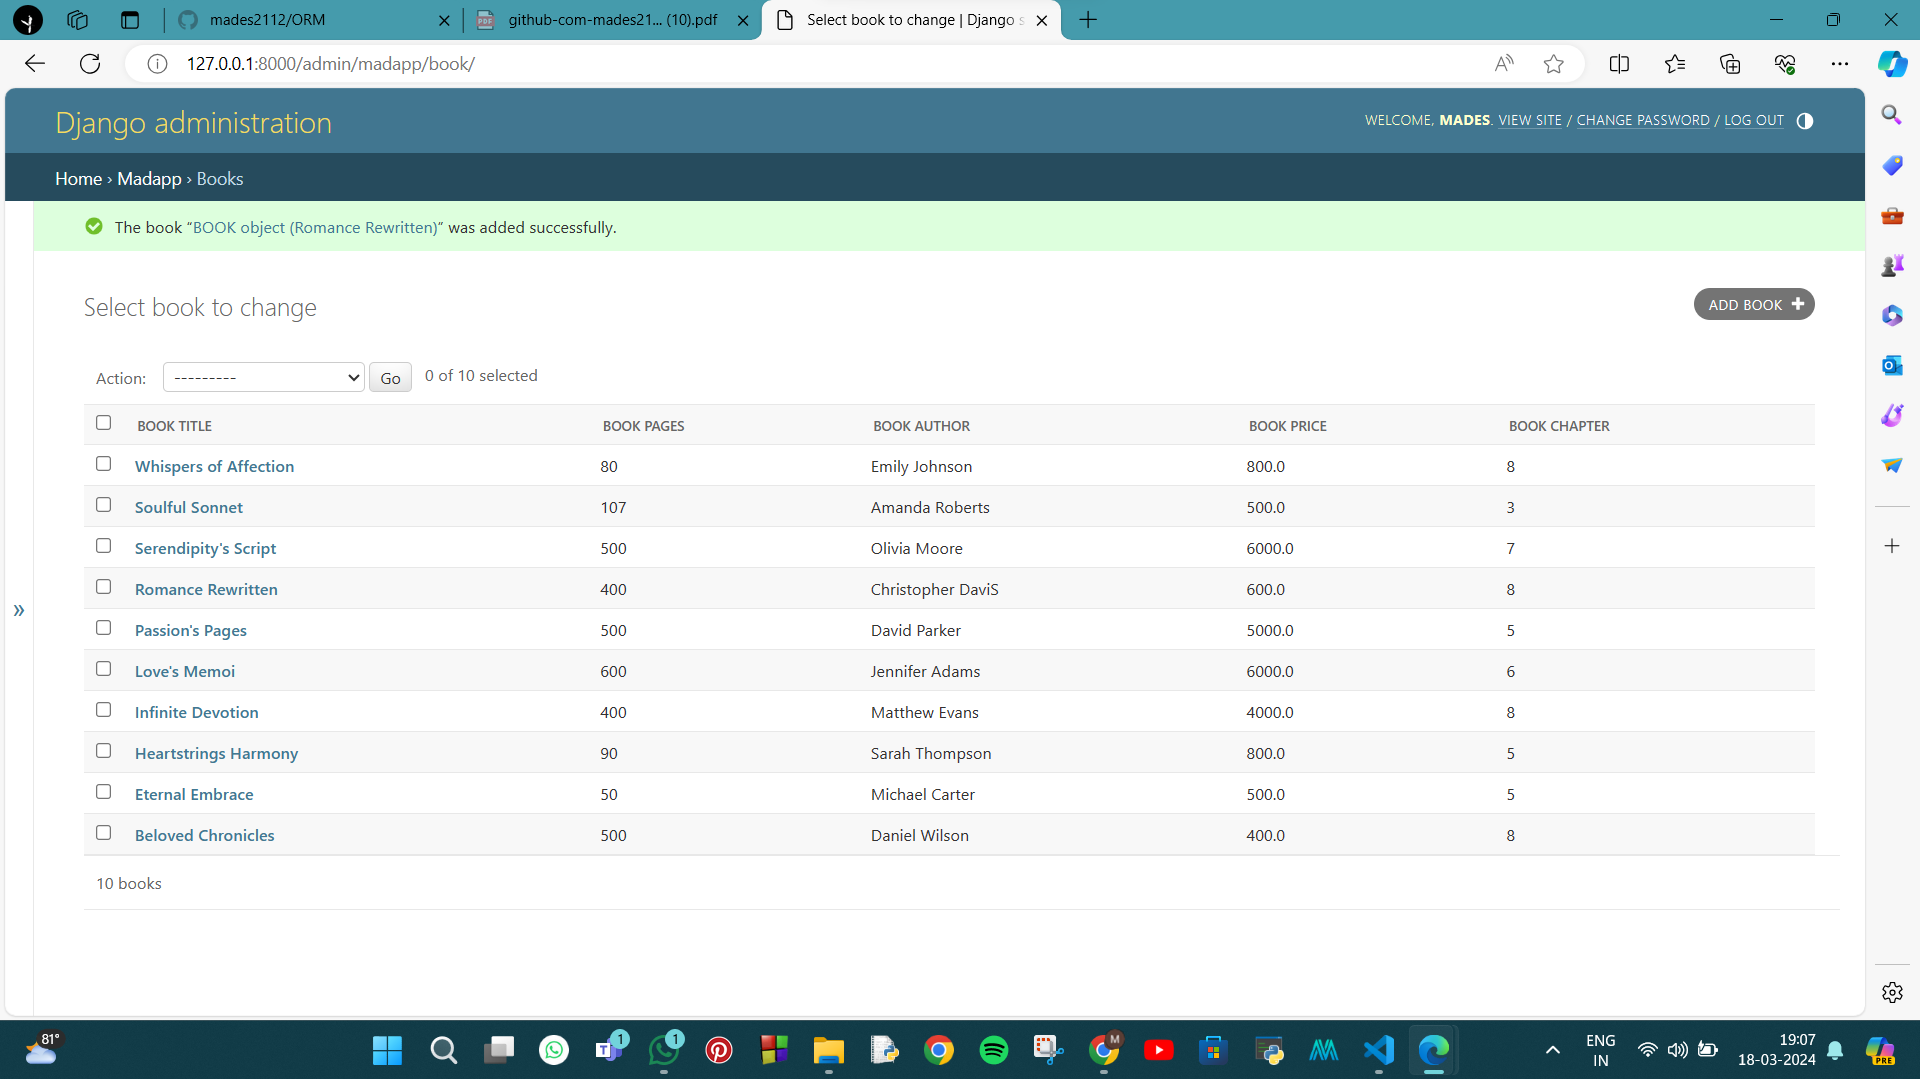 mades2112/ORM
github-com-mades21... (10).pdf
Select book to change | Django s
127.0.0.1:8000/admin/madapp/book/
Django administration
WELCOME, MADES. VIEW SITE / CHANGE PASSWORD / LOG OUT
Home › Madapp › Books
The book “BOOK object (Romance Rewritten)” was added successfully.
Select book to change
ADD BOOK
Action: --------- Go 0 of 10 selected
BOOK TITLE BOOK PAGES BOOK AUTHOR BOOK PRICE BOOK CHAPTER
Whispers of Affection 80 Emily Johnson 800.0 8
Soulful Sonnet 107 Amanda Roberts 500.0 3
Serendipity's Script 500 Olivia Moore 6000.0 7
Romance Rewritten 400 Christopher DaviS 600.0 8
Passion's Pages 500 David Parker 5000.0 5
Love's Memoi 600 Jennifer Adams 6000.0 6
Infinite Devotion 400 Matthew Evans 4000.0 8
Heartstrings Harmony 90 Sarah Thompson 800.0 5
Eternal Embrace 50 Michael Carter 500.0 5
Beloved Chronicles 500 Daniel Wilson 400.0 8
10 books
81°
1
1
M
ENG
IN
19:07
18-03-2024
PRE